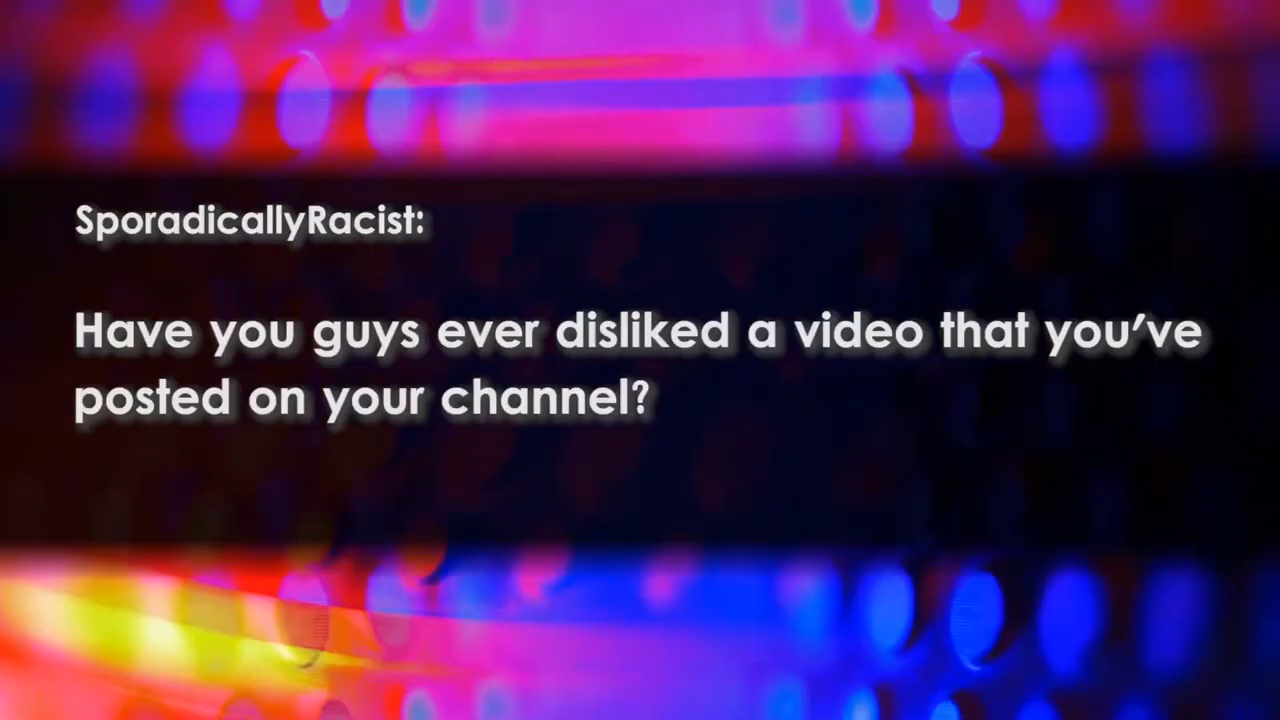 SporadicallyRacist:
Have you guys ever disliked a video that you've
posted on your channel?